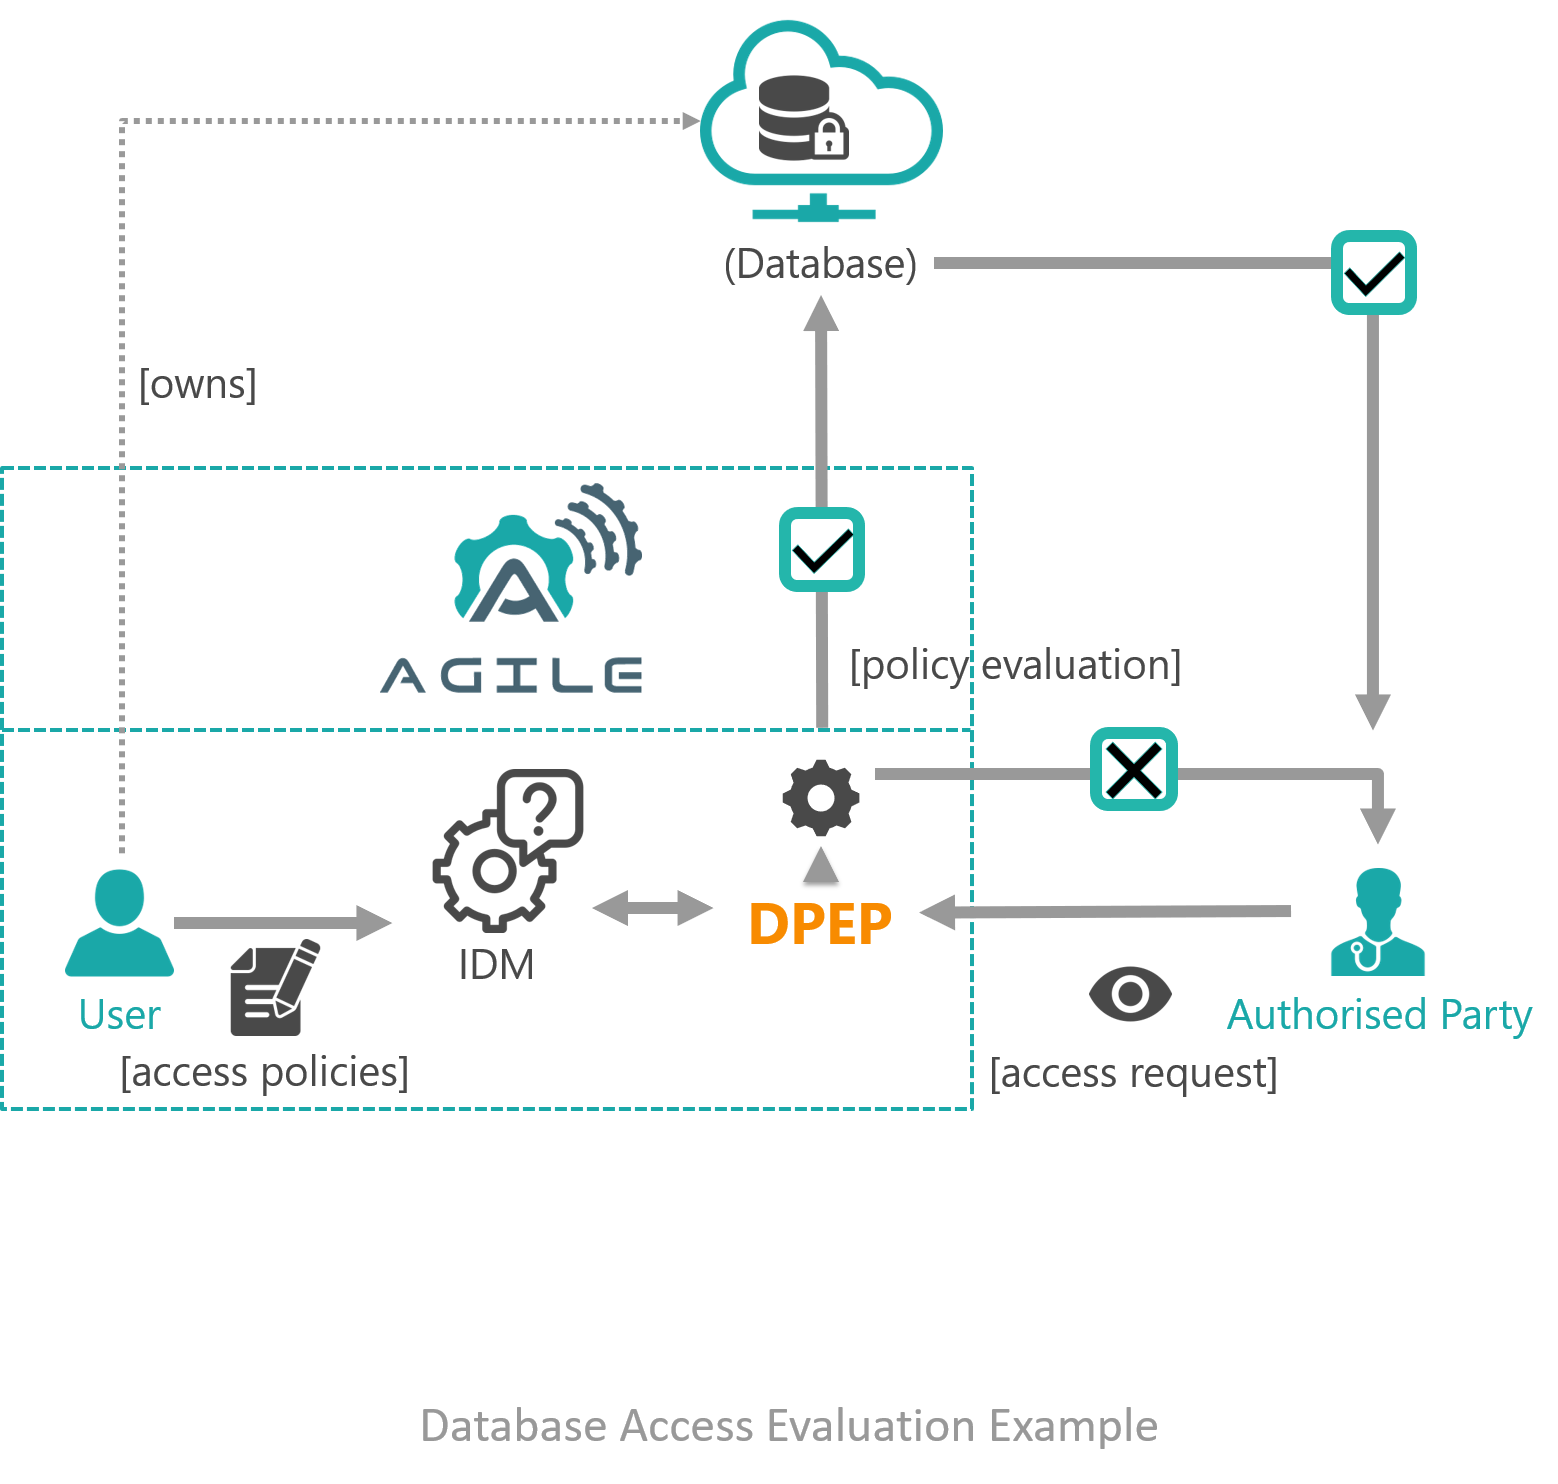 (Database)
[owns]
AGILE
[policy evaluation]
?
DPEP
IDM
User
Authorised Party
[access policies]
[access request]
Database Access Evaluation Example